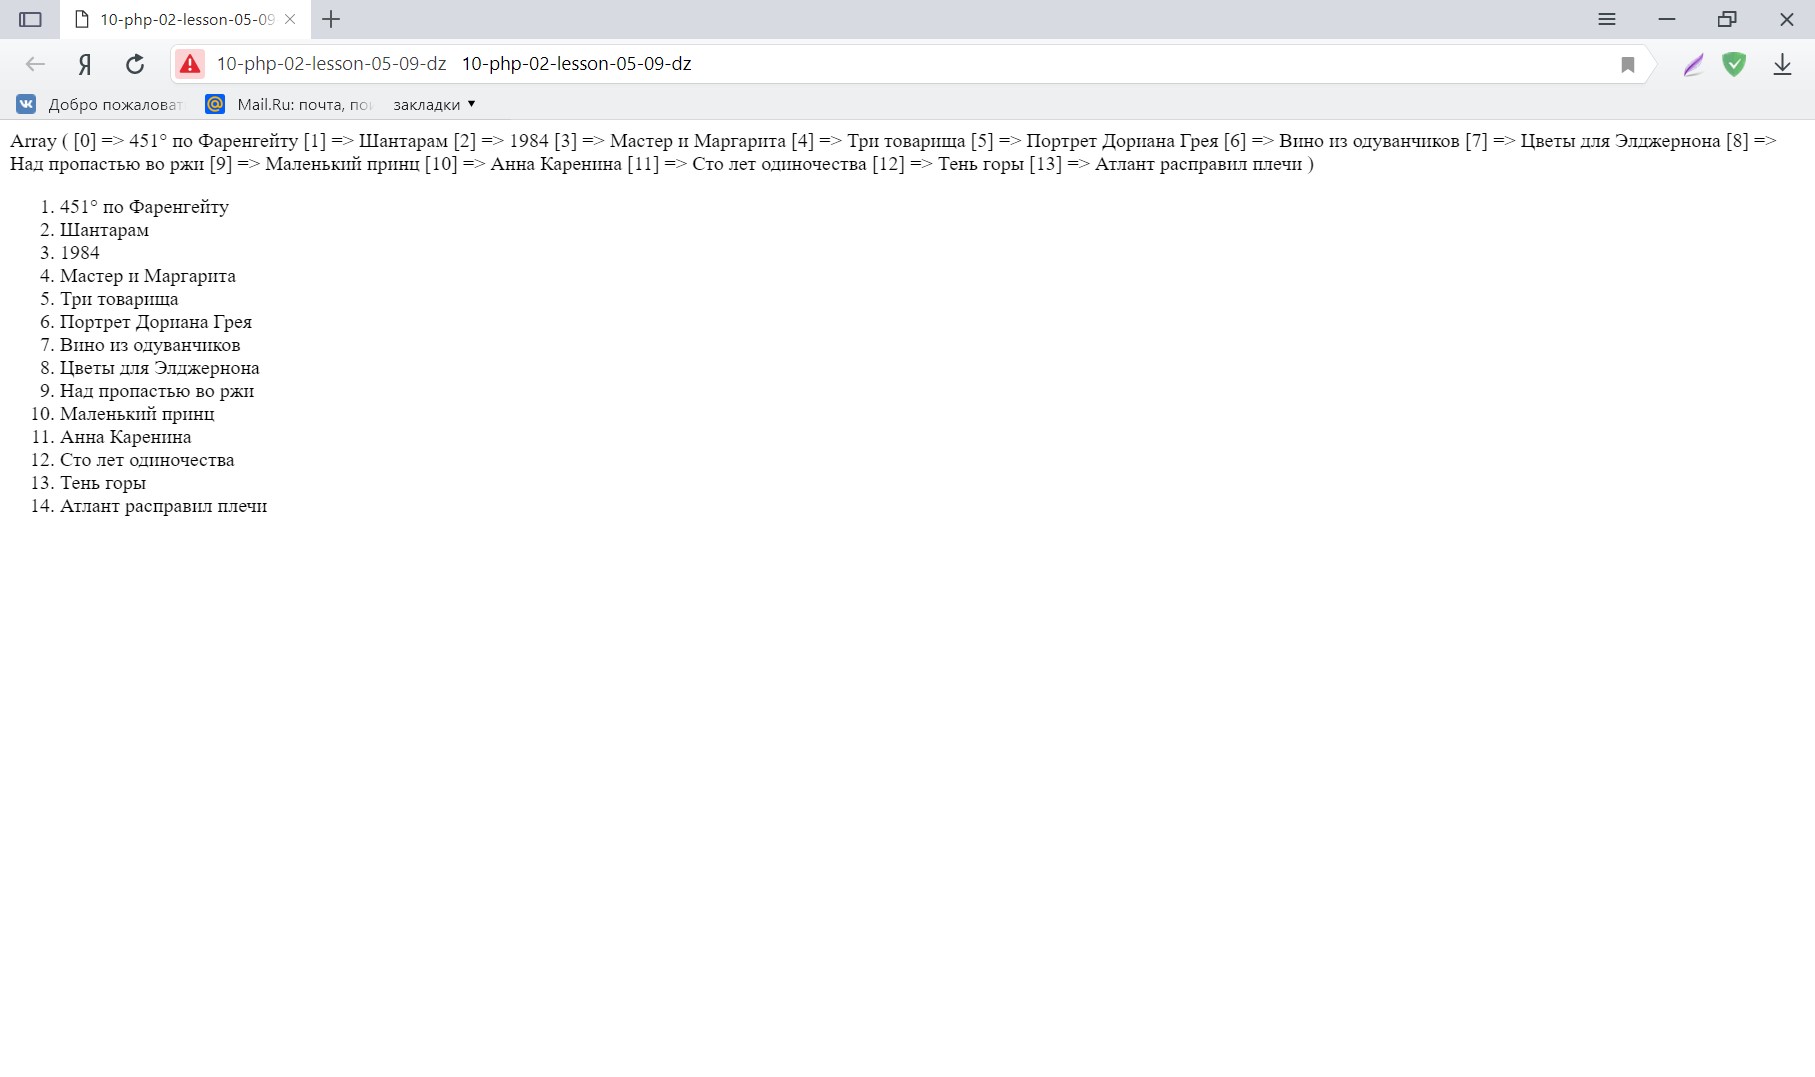 10-php-02-lesson-05-09
Я 10-php-02-lesson-05-09-dz 10-php-02-lesson-05-09-dz
Добро пожаловат Mail.Ru: почта, пои закладки
Array ( [0] => 451° по Фаренгейту [1] => Шантарам [2] => 1984 [3] => Мастер и Маргарита [4] => Три товарища [5] => Портрет Дориана Грея [6] => Вино из одуванчиков [7] => Цветы для Элджернона [8] =>
Над пропастью во ржи [9] => Маленький принц [10] => Анна Каренина [11] => Сто лет одиночества [12] => Тень горы [13] => Атлант расправил плечи )
1. 451° по Фаренгейту
2. Шантарам
3. 1984
4. Мастер и Маргарита
5. Три товарища
6. Портрет Дориана Грея
7. Вино из одуванчиков
8. Цветы для Элджернона
9. Над пропастью во ржи
10. Маленький принц
11. Анна Каренина
12. Сто лет одиночества
13. Тень горы
14. Атлант расправил плечи